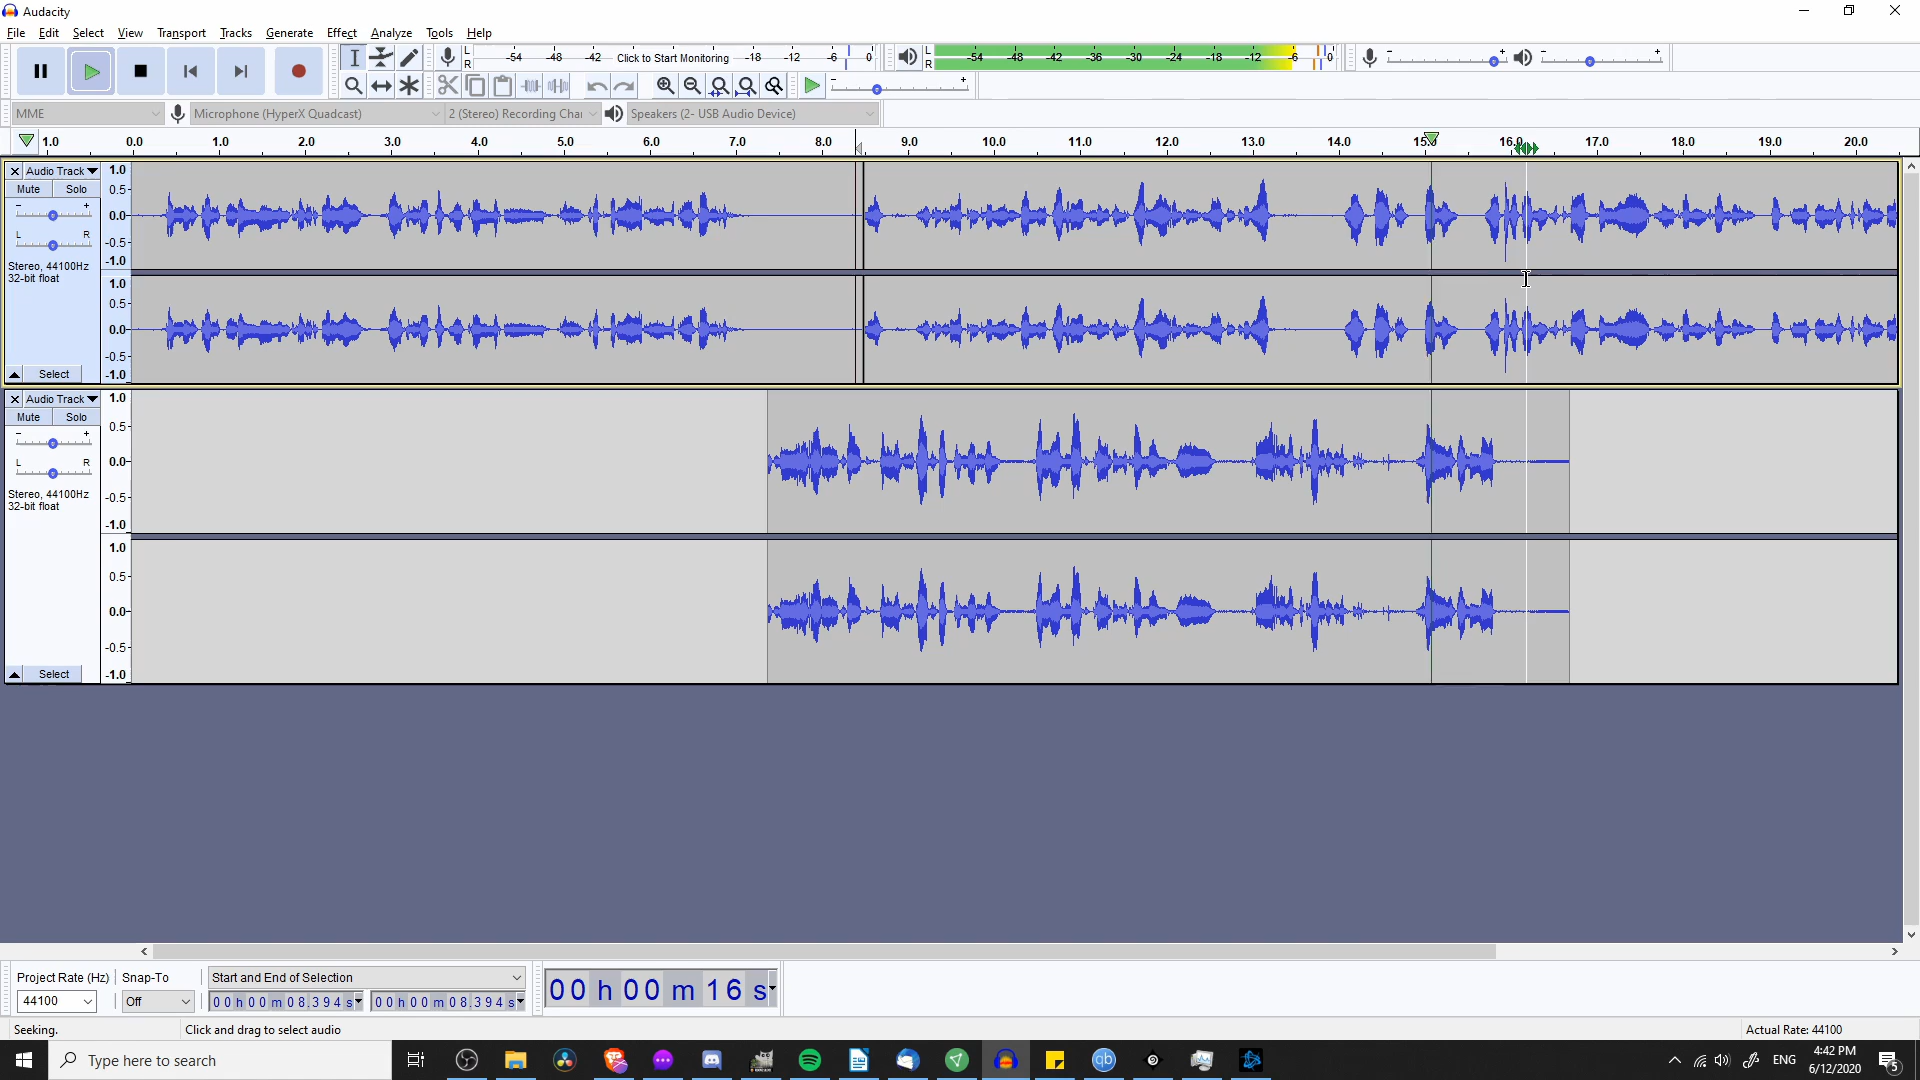 Audacity
File Edit Select View Transport Tracks Generate Effect Analyze Tools Help
L R -54 -48 -42 Click to Start Monitoring -18 -12 -6 0 L R -54 -48 -42 -36 -30 -24 -18 -12 -6 0 - + - +
- +
MME Microphone (HyperX Quadcast) 2 (Stereo) Recording Chai Speakers (2- USB Audio Device)
1.0 0.0 1.0 2.0 3.0 4.0 5.0 6.0 7.0 8.0 9.0 10.0 11.0 12.0 13.0 14.0 15.0 16.0 17.0 18.0 19.0 20.0
Audio Track 1.0
Mute Solo 0.5
- + 0.0
L R -0.5
-1.0
Stereo, 44100Hz
32-bit float
1.0
0.5
0.0
-0.5
Select -1.0
Audio Track 1.0
Mute Solo 0.5
- +
L R 0.0
Stereo, 44100Hz -0.5
32-bit float
-1.0
1.0
0.5
0.0
-0.5
Select -1.0
Project Rate (Hz) Snap-To Start and End of Selection
44100 Off 00h00m08.394s 00h00m08.394s 00 h 00 m 16 s
Seeking. Click and drag to select audio Actual Rate: 44100
Type here to search qb ENG 4:42 PM
6/12/2020 5